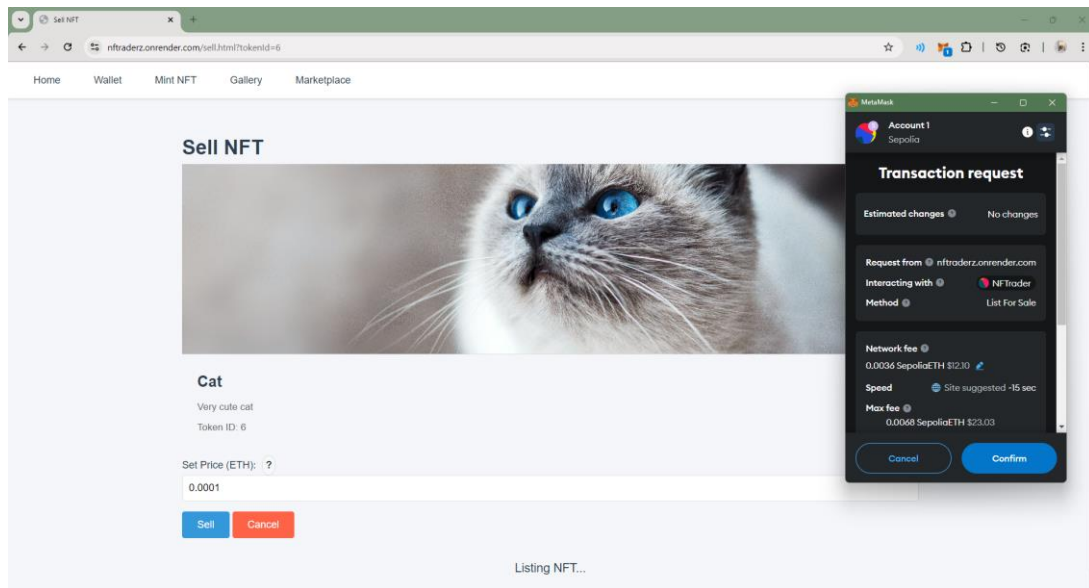 Sell NFT
nftraderz.onrender.com/sell.html?tokenId=6
Home Wallet Mint NFT Gallery Marketplace
Sell NFT
Cat
Very cute cat
Token ID: 6
Set Price (ETH): ?
0.0001
Sell Cancel
Listing NFT...
MetaMask
Account 1
Sepolia
Transaction request
Estimated changes No changes
Request from nftraderz.onrender.com
Interacting with NFTrader
Method List For Sale
Network fee
0.0036 SepoliaETH $12.10
Speed Site suggested ~15 sec
Max fee
0.0068 SepoliaETH $23.03
Cancel Confirm